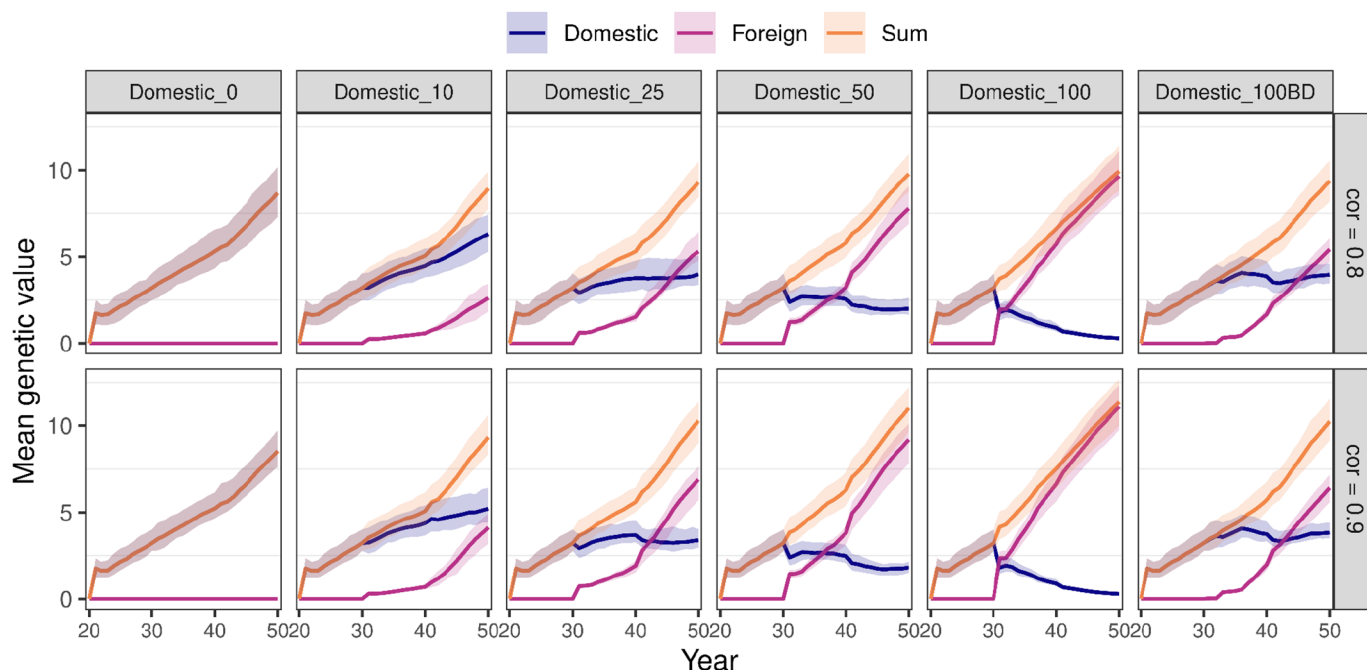 Domestic Foreign Sum
Domestic_0 Domestic_10 Domestic_25 Domestic_50 Domestic_100 Domestic_100BD
Mean genetic value
10
5
0
cor = 0.8
10
5
0
cor = 0.9
20 30 40 5020 30 40 5020 30 40 5020 30 40 5020 30 40 5020 30 40 50
Year